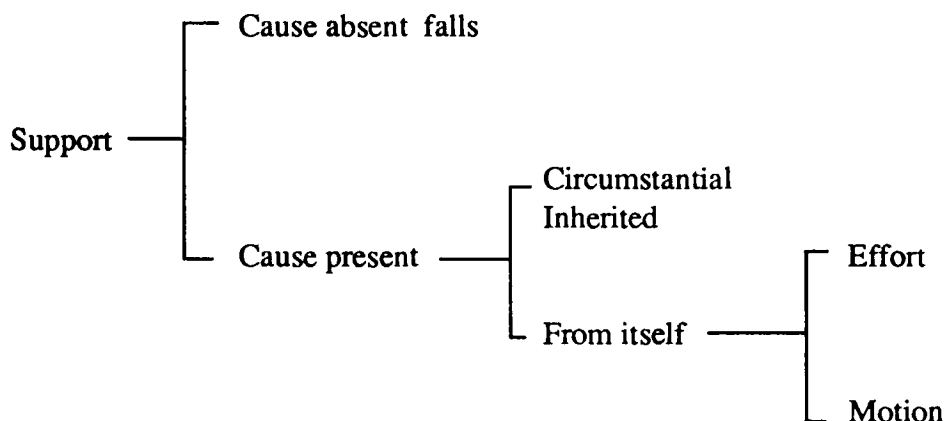 Cause absent falls
Support
Circumstantial
Inherited
Cause present
Effort
From itself
Motion